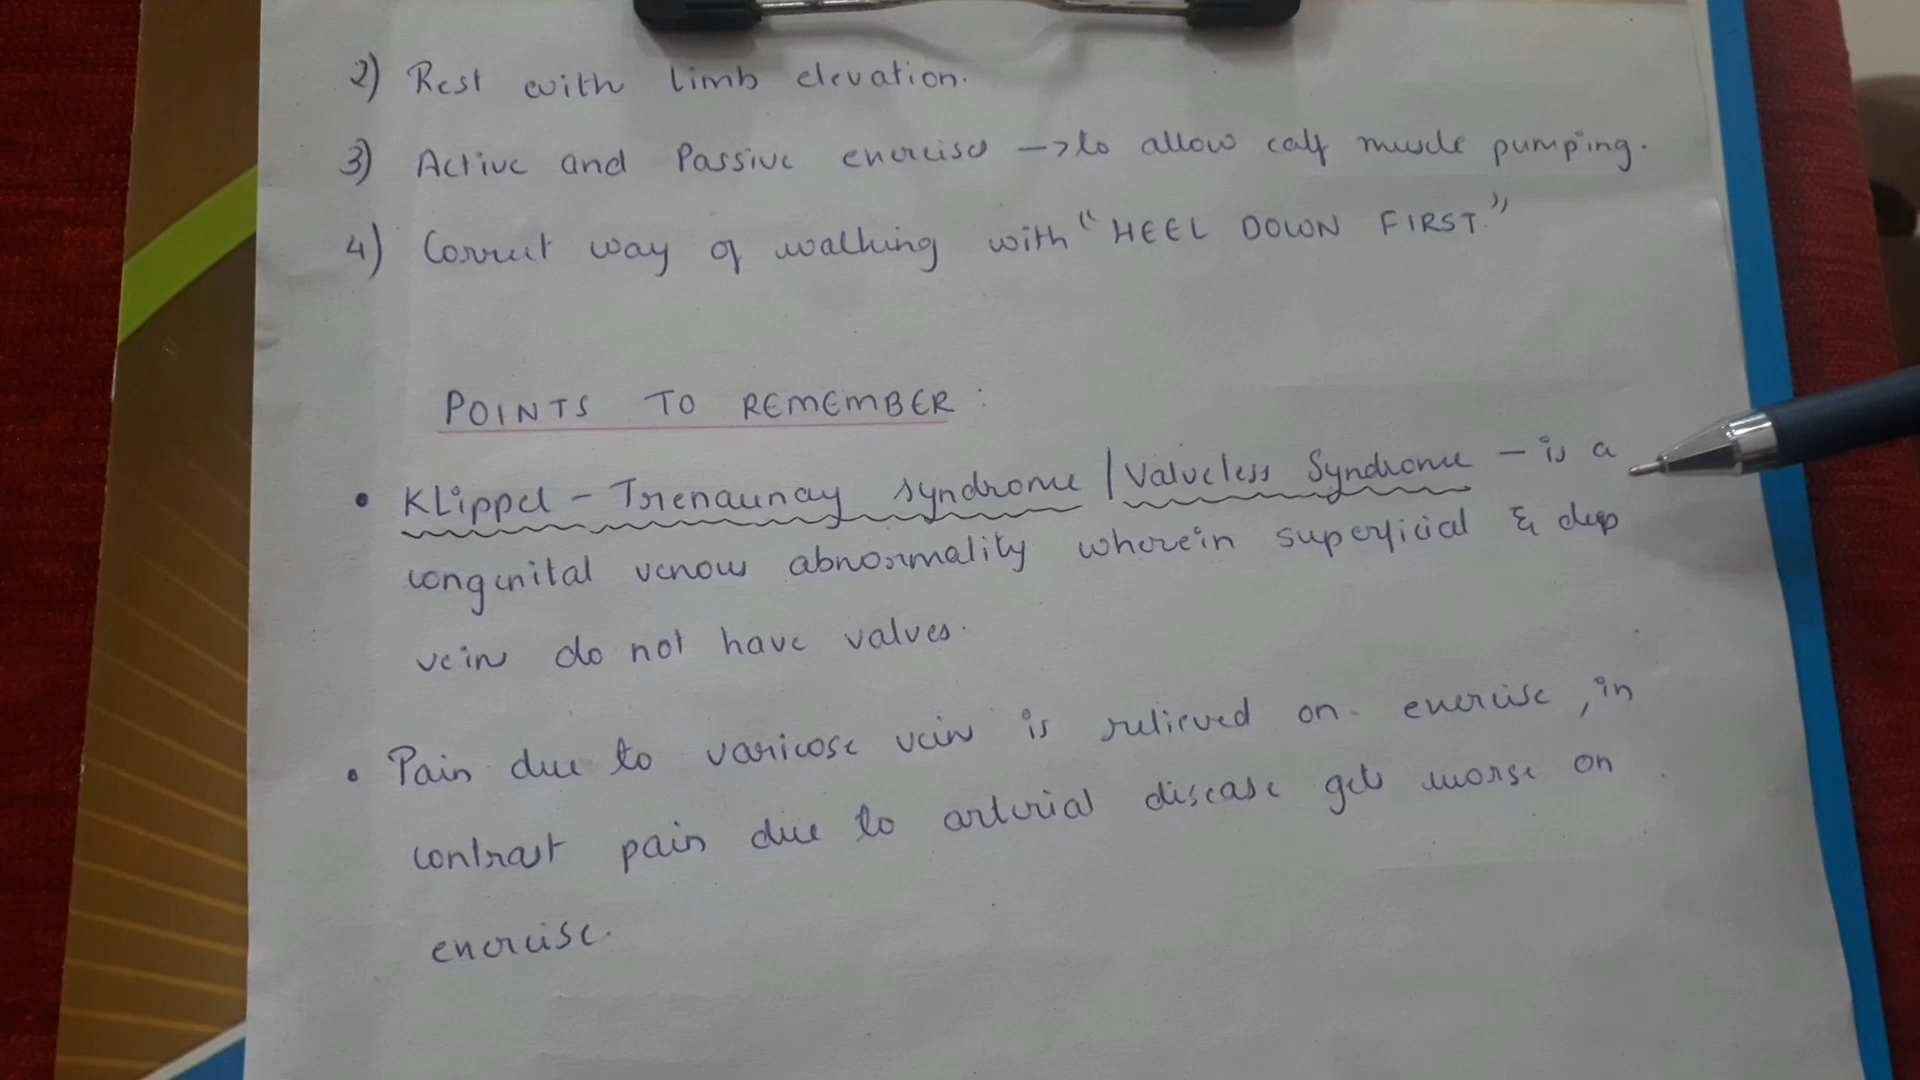 2) Rest with limb elevation.
3) Active and Passive exercises → to allow calf muscle pumping.
4) Correct way of walking with "HEEL DOWN FIRST."
POINTS TO REMEMBER:
• Klippel - Trenaunay syndrome / Valveless Syndrome - is a
congenital venous abnormality wherein superficial & deep
veins do not have valves.
• Pain due to varicose veins is relieved on exercise, in
contrast pain due to arterial disease gets worse on
exercise.